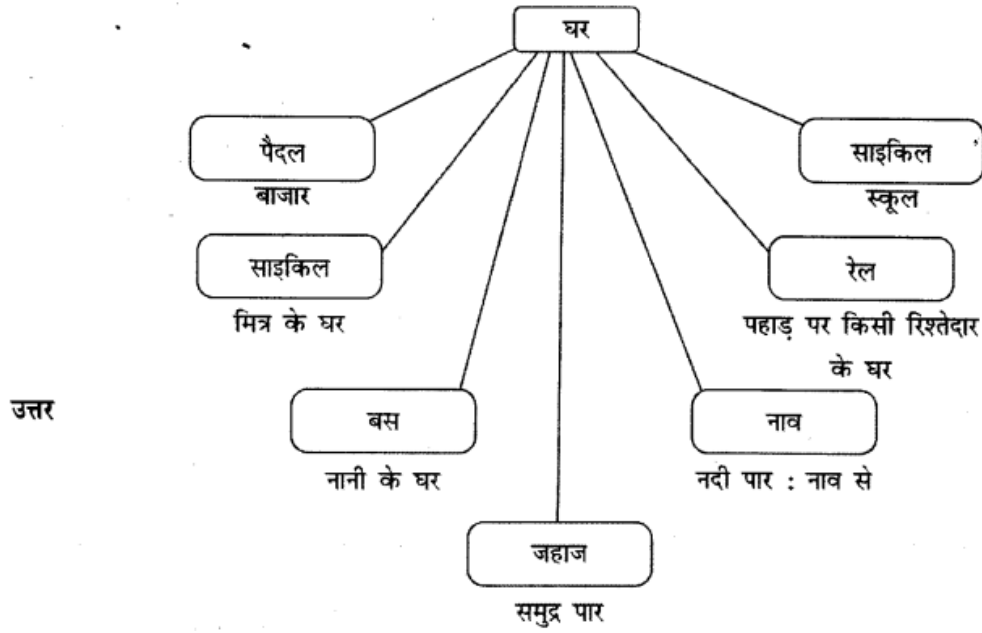 घर
पैदल
बाजार
साइकिल
स्कूल
साइकिल
मित्र के घर
रेल
पहाड़ पर किसी रिश्तेदार
के घर
उत्तर
बस
नानी के घर
नाव
नदी पार : नाव से
जहाज
समुद्र पार